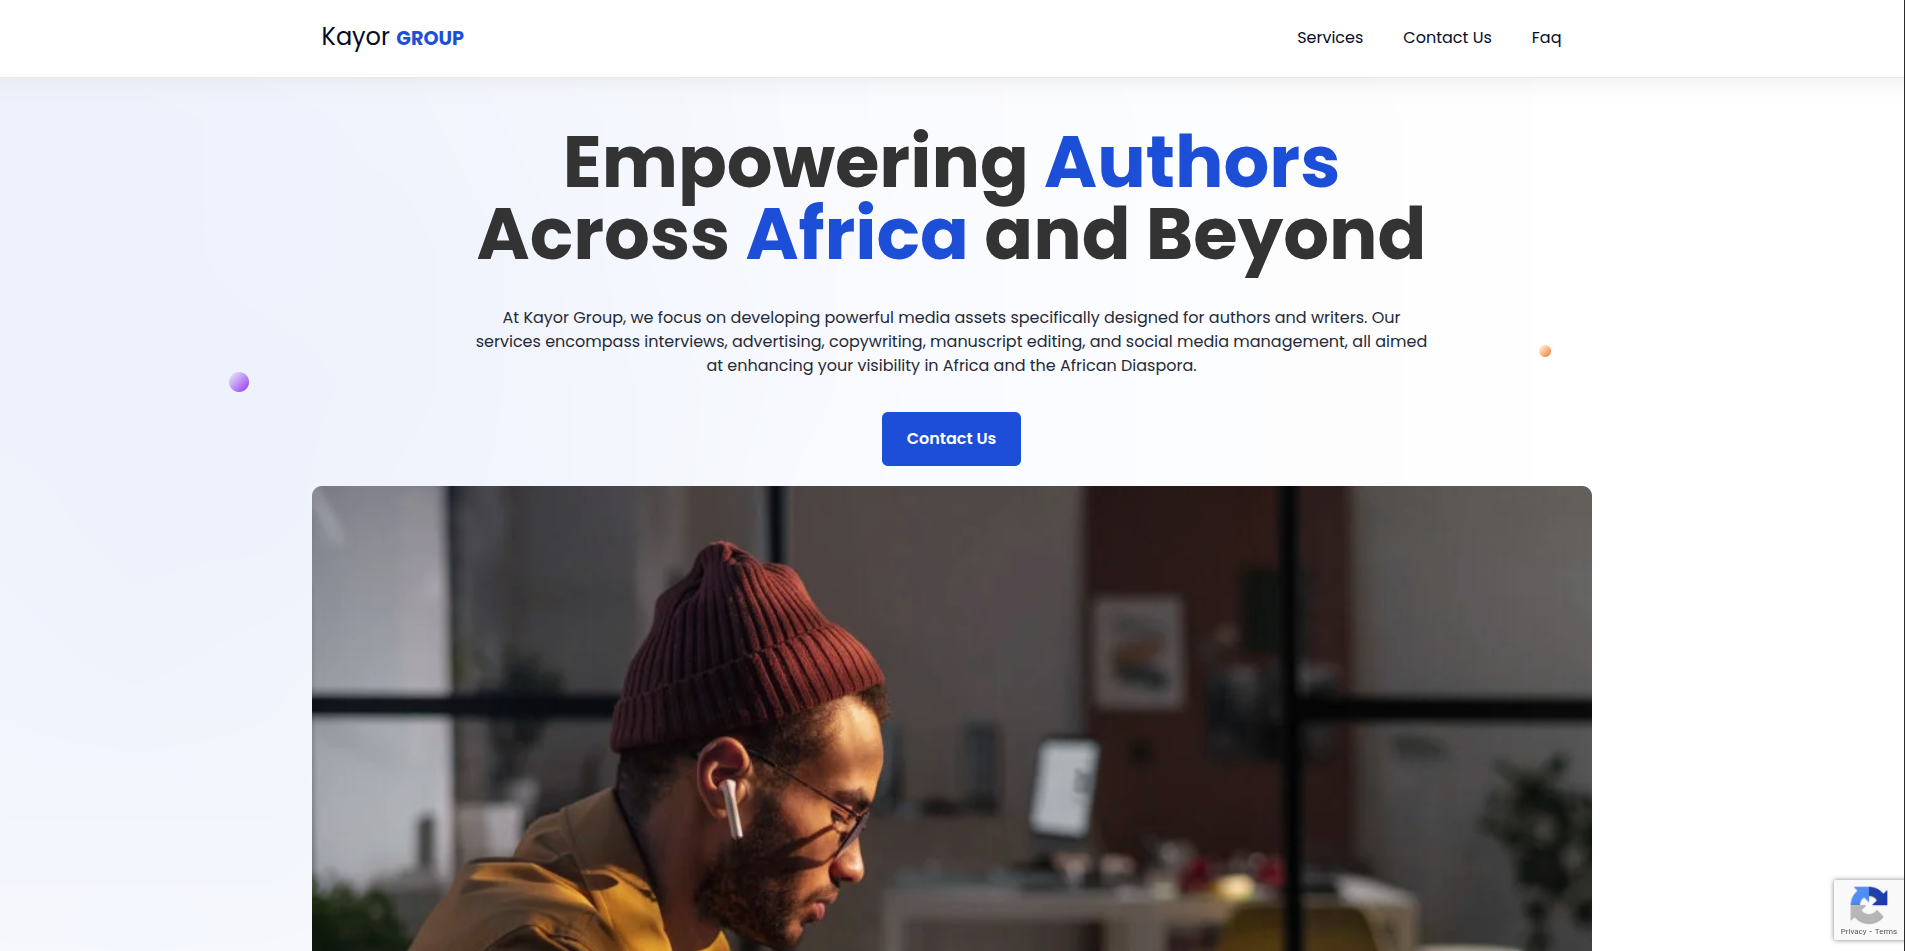 Kayor GROUP
Services
Contact Us
Faq
Empowering Authors
Across Africa and Beyond
At Kayor Group, we focus on developing powerful media assets specifically designed for authors and writers. Our
services encompass interviews, advertising, copywriting, manuscript editing, and social media management, all aimed
at enhancing your visibility in Africa and the African Diaspora.
Contact Us
Privacy - Terms